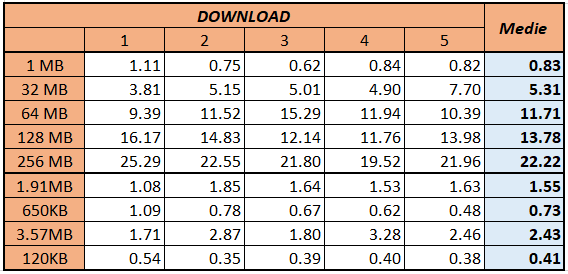 DOWNLOAD Medie
1 2 3 4 5
1 MB 1.11 0.75 0.62 0.84 0.82 0.83
32 MB 3.81 5.15 5.01 4.90 7.70 5.31
64 MB 9.39 11.52 15.29 11.94 10.39 11.71
128 MB 16.17 14.83 12.14 11.76 13.98 13.78
256 MB 25.29 22.55 21.80 19.52 21.96 22.22
1.91MB 1.08 1.85 1.64 1.53 1.63 1.55
650KB 1.09 0.78 0.67 0.62 0.48 0.73
3.57MB 1.71 2.87 1.80 3.28 2.46 2.43
120KB 0.54 0.35 0.39 0.40 0.38 0.41